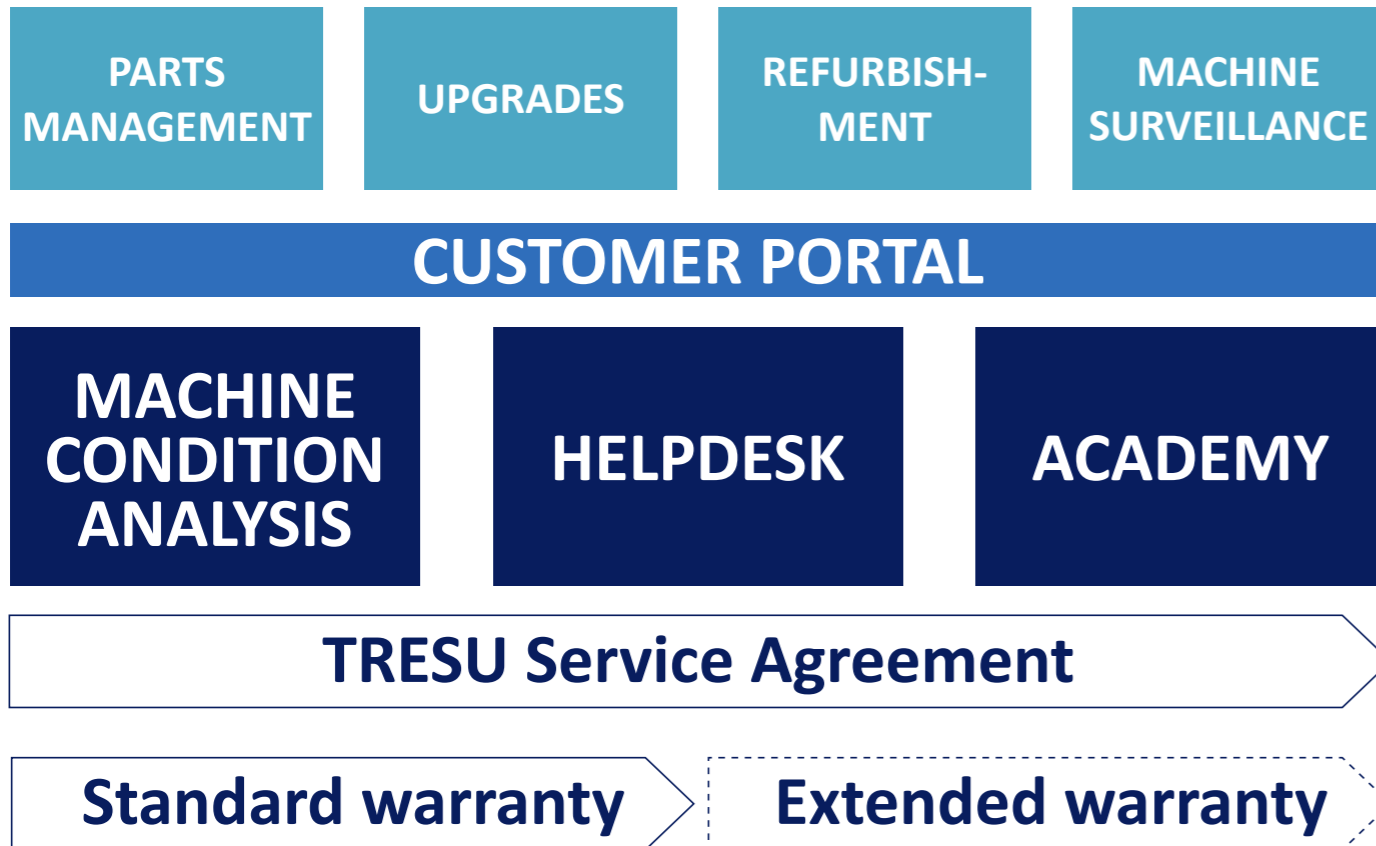 PARTS
MANAGEMENT
UPGRADES
REFURBISH-
MENT
MACHINE
SURVEILLANCE
CUSTOMER PORTAL
MACHINE
CONDITION
ANALYSIS
HELPDESK
ACADEMY
TRESU Service Agreement
Standard warranty
Extended warranty